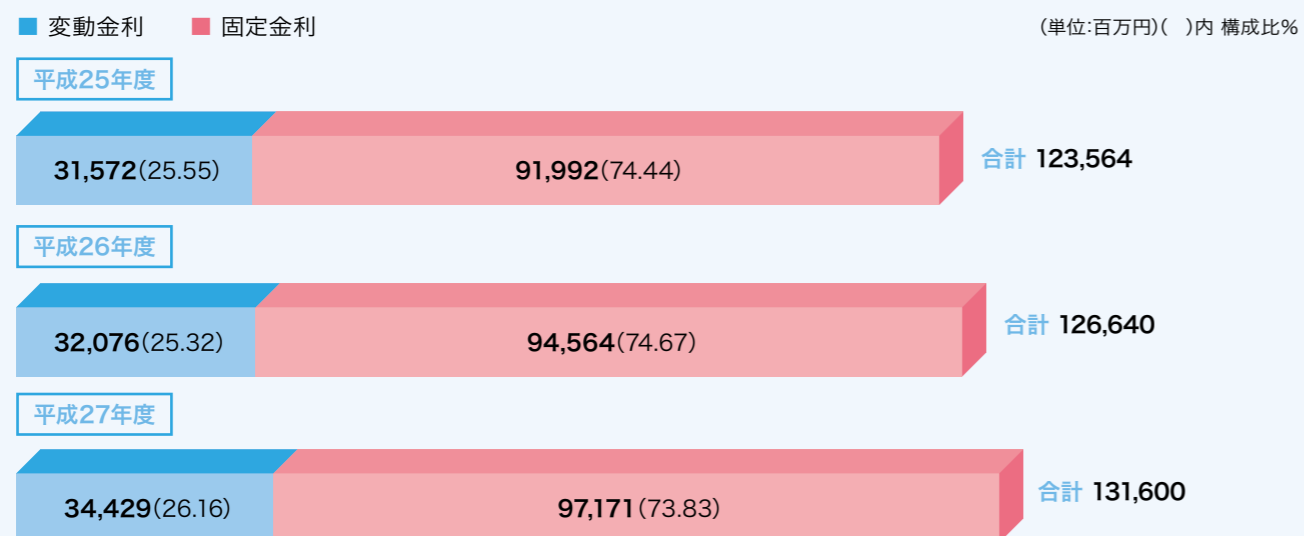 ■ 変動金利 ■ 固定金利 (単位:百万円)( )内 構成比%
平成25年度
31,572(25.55) 91,992(74.44) 合計 123,564
平成26年度
32,076(25.32) 94,564(74.67) 合計 126,640
平成27年度
34,429(26.16) 97,171(73.83) 合計 131,600